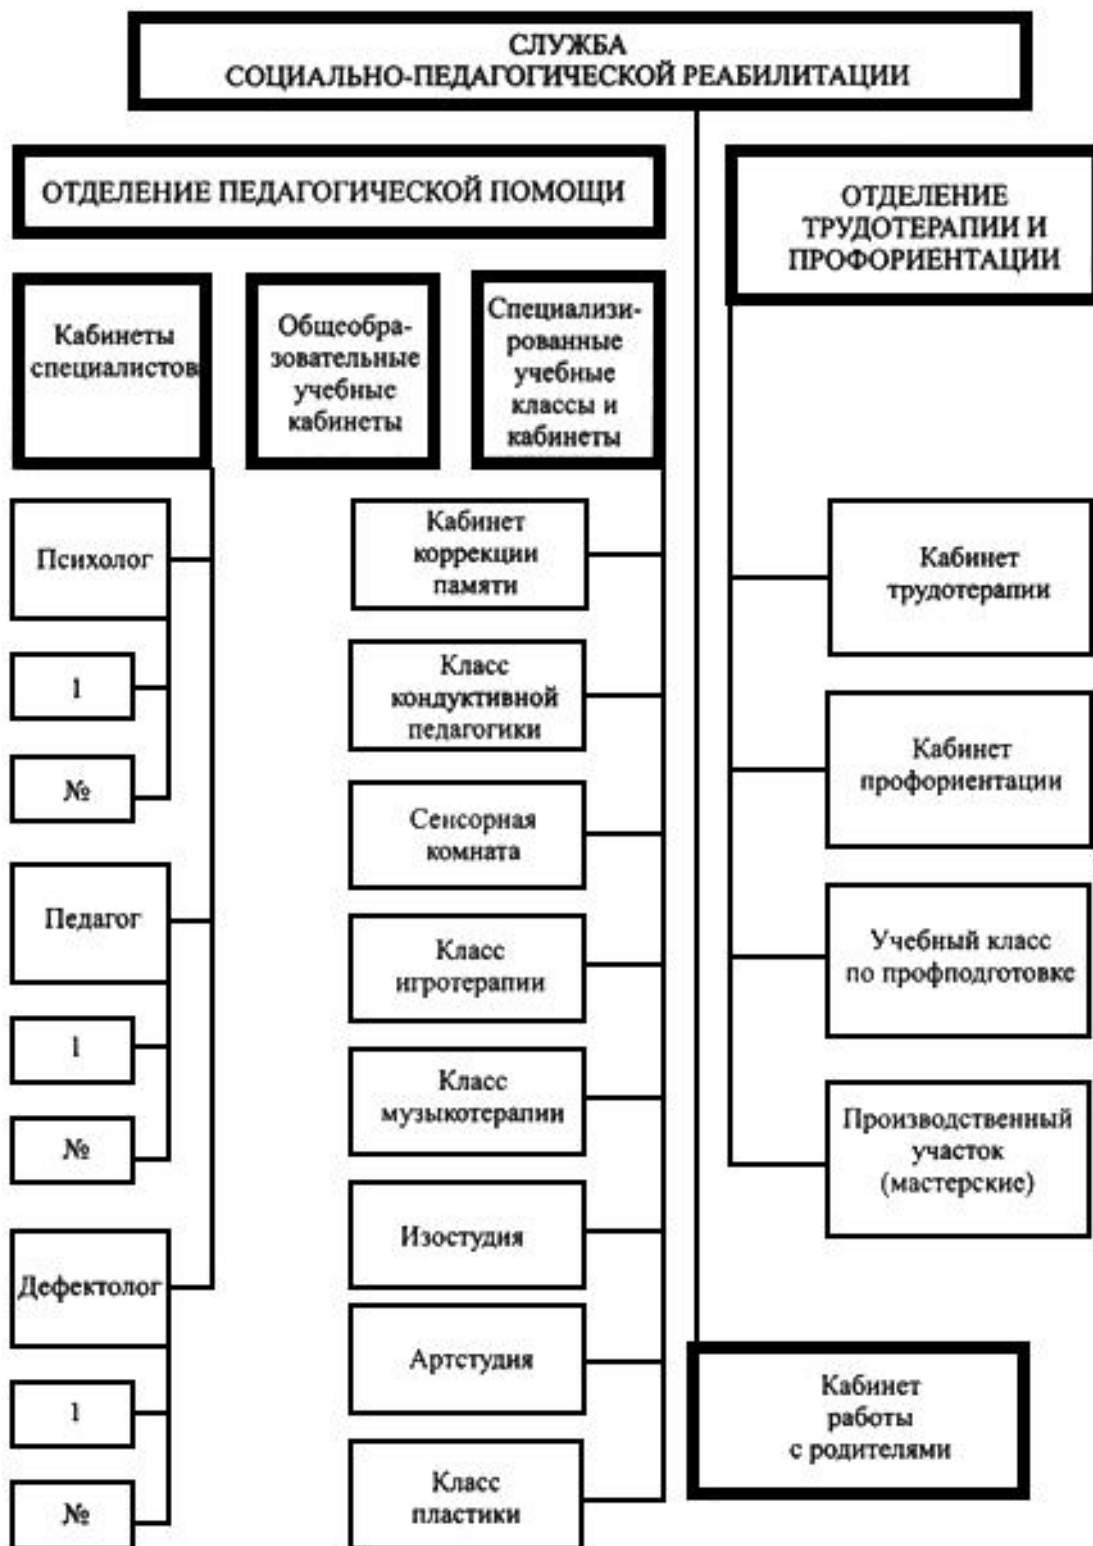 СЛУЖБА
СОЦИАЛЬНО-ПЕДАГОГИЧЕСКОЙ РЕАБИЛИТАЦИИ
ОТДЕЛЕНИЕ ПЕДАГОГИЧЕСКОЙ ПОМОЩИ
ОТДЕЛЕНИЕ
ТРУДОТЕРАПИИ И
ПРОФОРИЕНТАЦИИ
Кабинеты
специалистов
Общеобра-
зовательные
учебные
кабинеты
Специализи-
рованные
учебные
классы и
кабинеты
Психолог
1
№
Педагог
1
№
Дефектолог
1
№
Кабинет
коррекции
памяти
Класс
кондуктивной
педагогики
Сенсорная
комната
Класс
игротерапии
Класс
музыкотерапии
Изостудия
Артстудия
Класс
пластики
Кабинет
трудотерапии
Кабинет
профориентации
Учебный класс
по профподготовке
Производственный
участок
(мастерские)
Кабинет
работы
с родителями